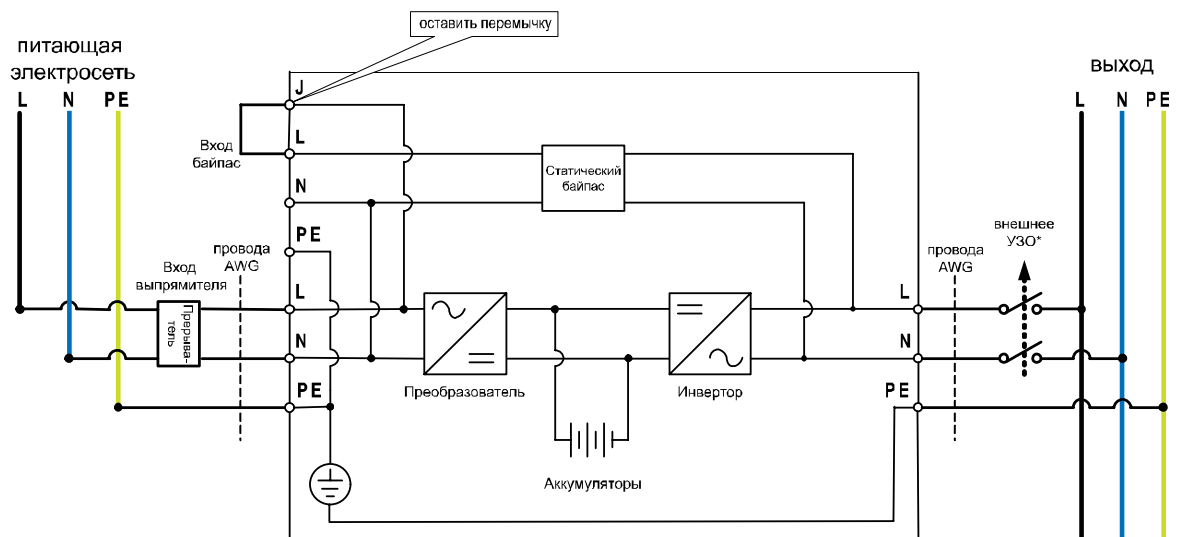 оставить перемычку
питающая
электросеть
L N PE
выход
L N PE
J
L
Вход
байпас
N
Статический
байпас
PE
провода
AWG
Вход
выпрямителя
Прерыва-
тель
L
N
PE
Преобразователь
Инвертор
Аккумуляторы
L
N
PE
провода
AWG
внешнее
УЗО*